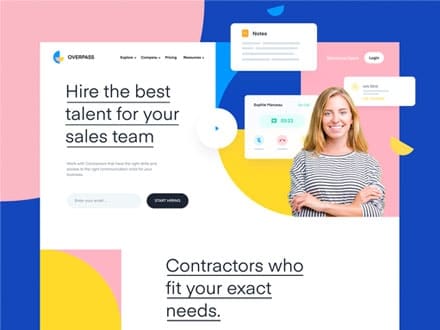 Notes
OVERPASS
Explore
Company
Pricing
Resources
Login
Hire the best
talent for your
sales team
Sophie Moreau
03:23
Work with Contractors that have the right skills and
access to the right communication tools for your
business.
Enter your email ...
START HIRING
Contractors who
fit your exact
needs.